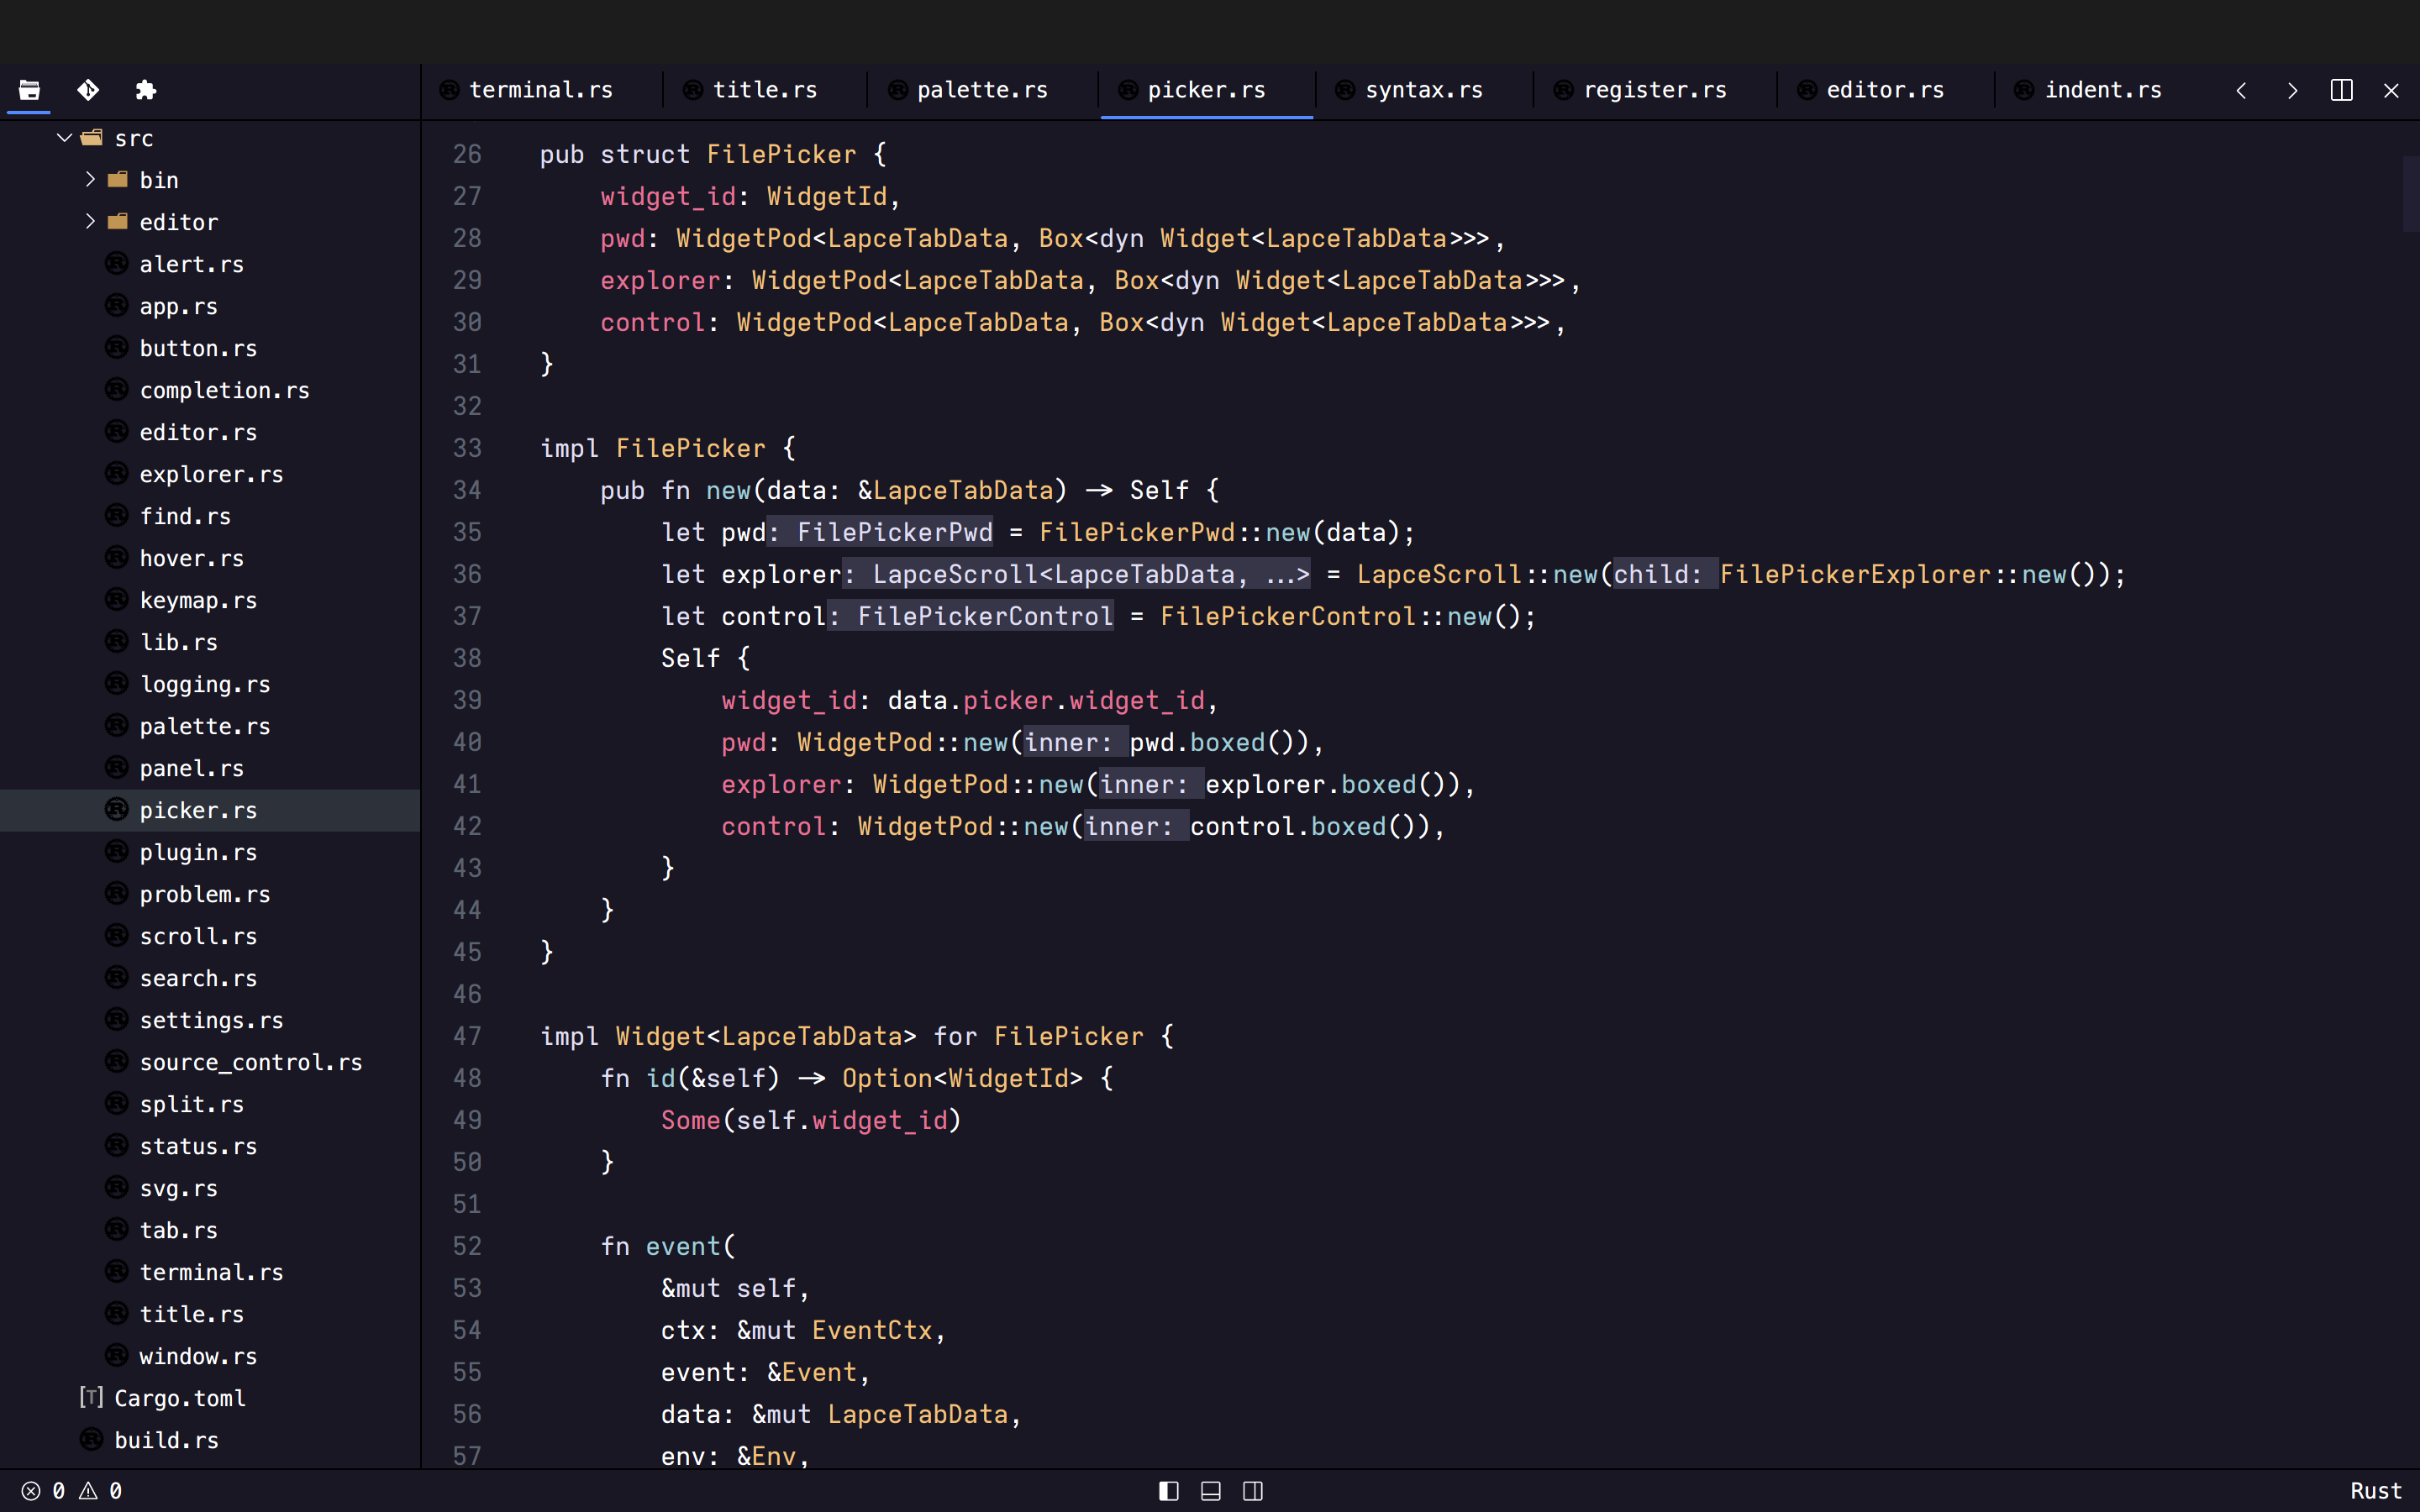 terminal.rs title.rs palette.rs picker.rs syntax.rs register.rs editor.rs indent.rs
src
bin
editor
alert.rs
app.rs
button.rs
completion.rs
editor.rs
explorer.rs
find.rs
hover.rs
keymap.rs
lib.rs
logging.rs
palette.rs
panel.rs
picker.rs
plugin.rs
problem.rs
scroll.rs
search.rs
settings.rs
source_control.rs
split.rs
status.rs
svg.rs
tab.rs
terminal.rs
title.rs
window.rs
[T] Cargo.toml
build.rs
26 pub struct FilePicker {
27     widget_id: WidgetId,
28     pwd: WidgetPod<LapceTabData, Box<dyn Widget<LapceTabData>>>,
29     explorer: WidgetPod<LapceTabData, Box<dyn Widget<LapceTabData>>>,
30     control: WidgetPod<LapceTabData, Box<dyn Widget<LapceTabData>>>,
31 }
32
33 impl FilePicker {
34     pub fn new(data: &LapceTabData) -> Self {
35         let pwd: FilePickerPwd = FilePickerPwd::new(data);
36         let explorer: LapceScroll<LapceTabData, ...> = LapceScroll::new(child: FilePickerExplorer::new());
37         let control: FilePickerControl = FilePickerControl::new();
38         Self {
39             widget_id: data.picker.widget_id,
40             pwd: WidgetPod::new(inner: pwd.boxed()),
41             explorer: WidgetPod::new(inner: explorer.boxed()),
42             control: WidgetPod::new(inner: control.boxed()),
43         }
44     }
45 }
46
47 impl Widget<LapceTabData> for FilePicker {
48     fn id(&self) -> Option<WidgetId> {
49         Some(self.widget_id)
50     }
51
52     fn event(
53         &mut self,
54         ctx: &mut EventCtx,
55         event: &Event,
56         data: &mut LapceTabData,
57         env: &Env,
0 0 Rust